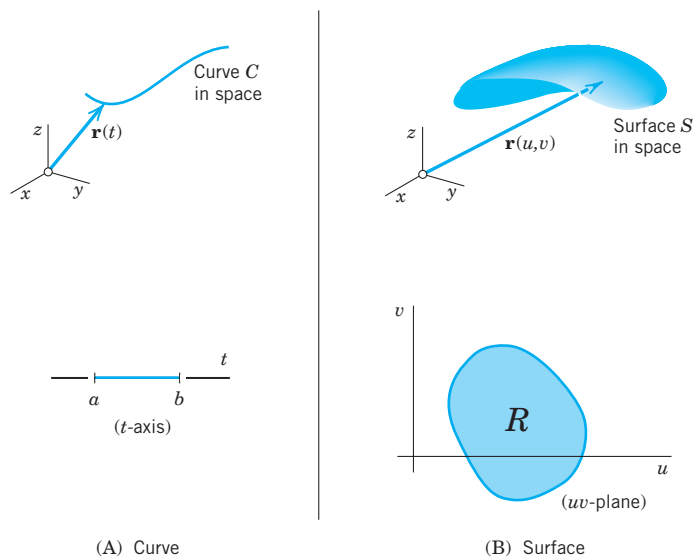 Curve C
in space
r(t)
z
x
y
t
a
b
(t-axis)
(A) Curve
Surface S
in space
r(u,v)
z
x
y
v
R
u
(uv-plane)
(B) Surface